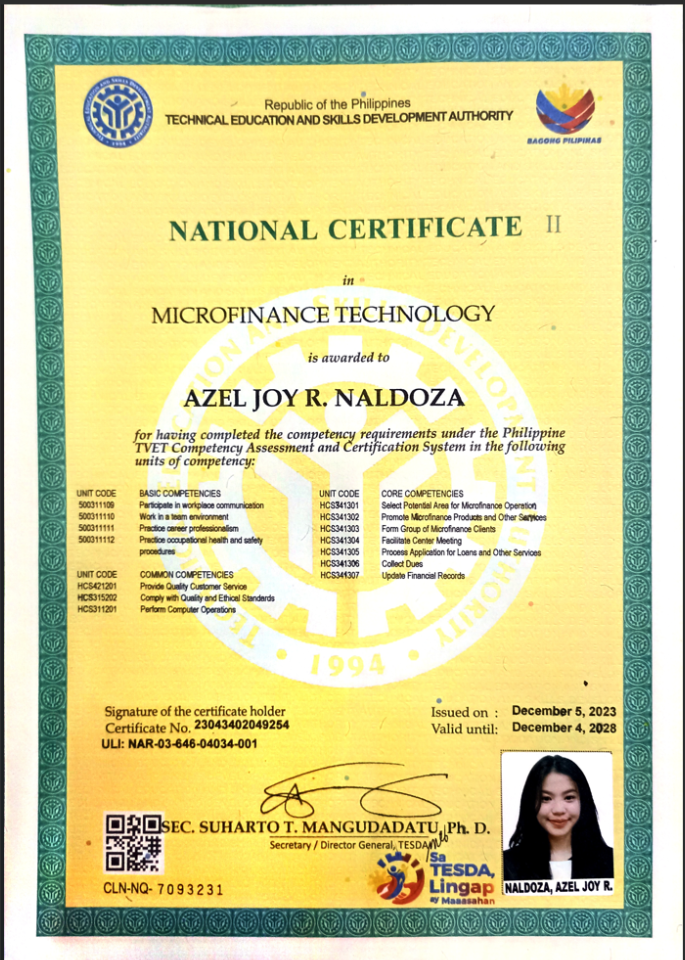 Republic of the Philippines
TECHNICAL EDUCATION AND SKILLS DEVELOPMENT AUTHORITY
BAGONG PILIPINAS
NATIONAL CERTIFICATE II
in
MICROFINANCE TECHNOLOGY
is awarded to
AZEL JOY R. NALDOZA
for having completed the competency requirements under the Philippine
TVET Competency Assessment and Certification System in the following
units of competency:
UNIT CODE BASIC COMPETENCIES
500311109 Participate in workplace communication
500311110 Work in a team environment
500311111 Practice career professionalism
500311112 Practice occupational health and safety
procedures
UNIT CODE COMMON COMPETENCIES
HCS421201 Provide Quality Customer Service
HCS315202 Comply with Quality and Ethical Standards
HCS311201 Perform Computer Operations
UNIT CODE CORE COMPETENCIES
HCS341301 Select Potential Area for Microfinance Operation
HCS341302 Promote Microfinance Products and Other Services
HCS341303 Form Group of Microfinance Clients
HCS341304 Facilitate Center Meeting
HCS341305 Process Application for Loans and Other Services
HCS341306 Collect Dues
HCS341307 Update Financial Records
TECHNICAL EDUCATION AND SKILLS DEVELOPMENT AUTHORITY
• 1994 •
Signature of the certificate holder
Certificate No. 23043402049254
ULI: NAR-03-646-04034-001
Issued on : December 5, 2023
Valid until: December 4, 2028
SEC. SUHARTO T. MANGUDADATU, Ph. D.
Secretary / Director General, TESDA
Sa
TESDA,
Lingap
ay Maaasahan
CLN-NQ- 7093231
NALDOZA, AZEL JOY R.